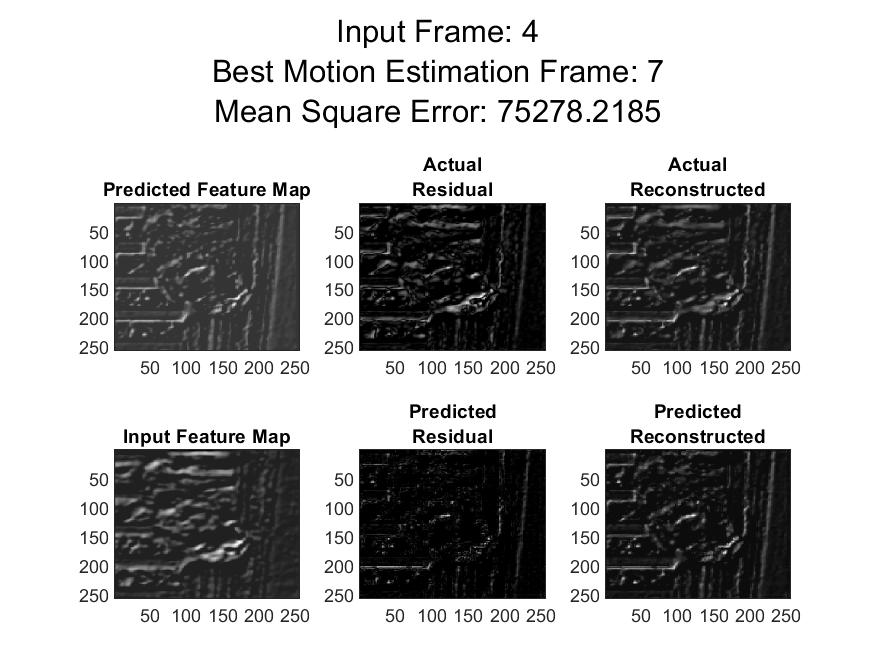 Input Frame: 4
Best Motion Estimation Frame: 7
Mean Square Error: 75278.2185
Predicted Feature Map
50
100
150
200
250
50 100 150 200 250
Actual
Residual
50
100
150
200
250
50 100 150 200 250
Actual
Reconstructed
50
100
150
200
250
50 100 150 200 250
Input Feature Map
50
100
150
200
250
50 100 150 200 250
Predicted
Residual
50
100
150
200
250
50 100 150 200 250
Predicted
Reconstructed
50
100
150
200
250
50 100 150 200 250